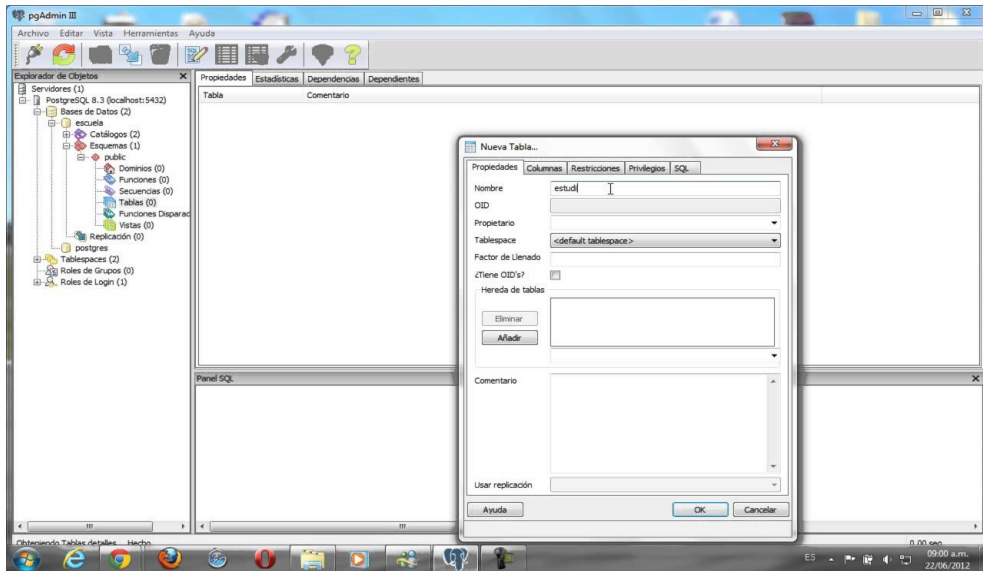 pgAdmin III
Archivo Editar Vista Herramientas Ayuda
Explorador de Objetos
Servidores (1)
PostgreSQL 8.3 (localhost:5432)
Bases de Datos (2)
escuela
Catálogos (2)
Esquemas (1)
public
Dominios (0)
Funciones (0)
Secuencias (0)
Tablas (0)
Funciones Disparad
Vistas (0)
Replicación (0)
postgres
Tablespaces (2)
Roles de Grupos (0)
Roles de Login (1)
Propiedades Estadísticas Dependencias Dependientes
Tabla Comentario
Panel SQL
Nueva Tabla...
Propiedades Columnas Restricciones Privilegios SQL
Nombre estudi
OID
Propietario
Tablespace <default tablespace>
Factor de Llenado
¿Tiene OID's?
Hereda de tablas
Eliminar
Añadir
Comentario
Usar replicación
Ayuda OK Cancelar
Obteniendo Tablas detalles... Hecho. 0.00 seg
ES 09:00 a.m.
22/06/2012